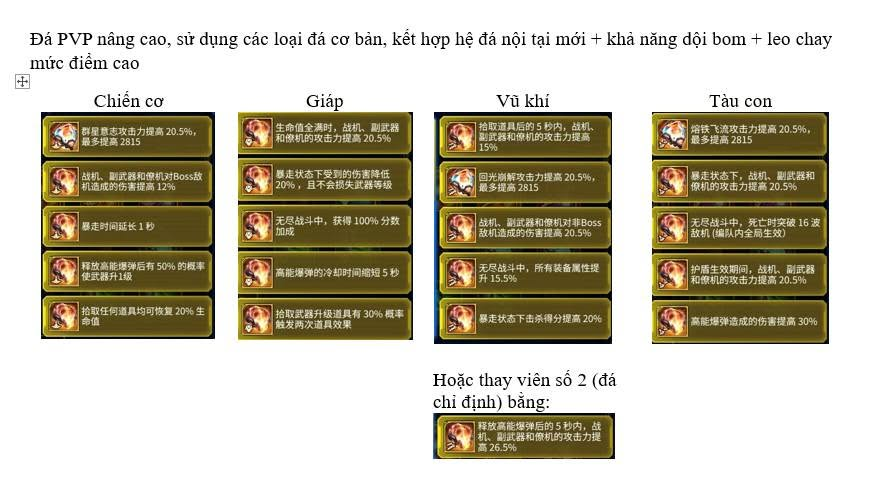 Đá PVP nâng cao, sử dụng các loại đá cơ bản, kết hợp hệ đá nội tại mới + khả năng dội bom + leo chay
mức điểm cao
Chiến cơ
群星意志攻击力提高 20.5%，
最多提高 2815
战机、副武器和僚机对Boss敌
机造成的伤害提高 12%
暴走时间延长 1 秒
释放高能爆弹后有 50% 的概率
使武器升1级
拾取任何道具均可恢复 20% 生
命值
Giáp
生命值全满时，战机、副武器
和僚机的攻击力提高 20.5%
暴走状态下受到的伤害降低
20% ，且不会损失武器等级
无尽战斗中，获得 100% 分数
加成
高能爆弹的冷却时间缩短 5 秒
拾取武器升级道具有 30% 概率
触发两次道具效果
Vũ khí
拾取道具后的 5 秒内，战机、
副武器和僚机的攻击力提高
15%
回光崩解攻击力提高 20.5%，
最多提高 2815
战机、副武器和僚机对非Boss
敌机造成的伤害提高 20.5%
无尽战斗中，所有装备属性提
升 15.5%
暴走状态下击杀得分提高 20%
Tàu con
熔铁飞流攻击力提高 20.5%，
最多提高 2815
暴走状态下，战机、副武器和
僚机的攻击力提高 20.5%
无尽战斗中，死亡时突破 16 波
敌机 (编队内全局生效)
护盾生效期间，战机、副武器
和僚机的攻击力提高 20.5%
高能爆弹造成的伤害提高 30%
Hoặc thay viên số 2 (đá
chỉ định) bằng:
释放高能爆弹后的 5 秒内，战
机、副武器和僚机的攻击力提
高 26.5%